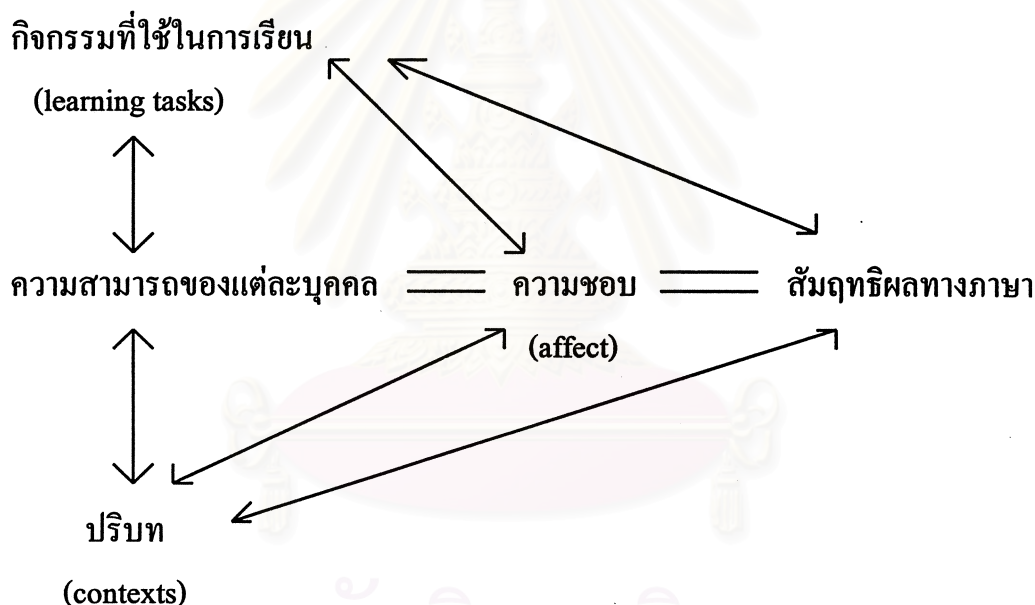 กิจกรรมที่ใช้ในการเรียน
(learning tasks)
ความสามารถของแต่ละบุคคล ความชอบ สัมฤทธิผลทางภาษา
(affect)
ปริบท
(contexts)